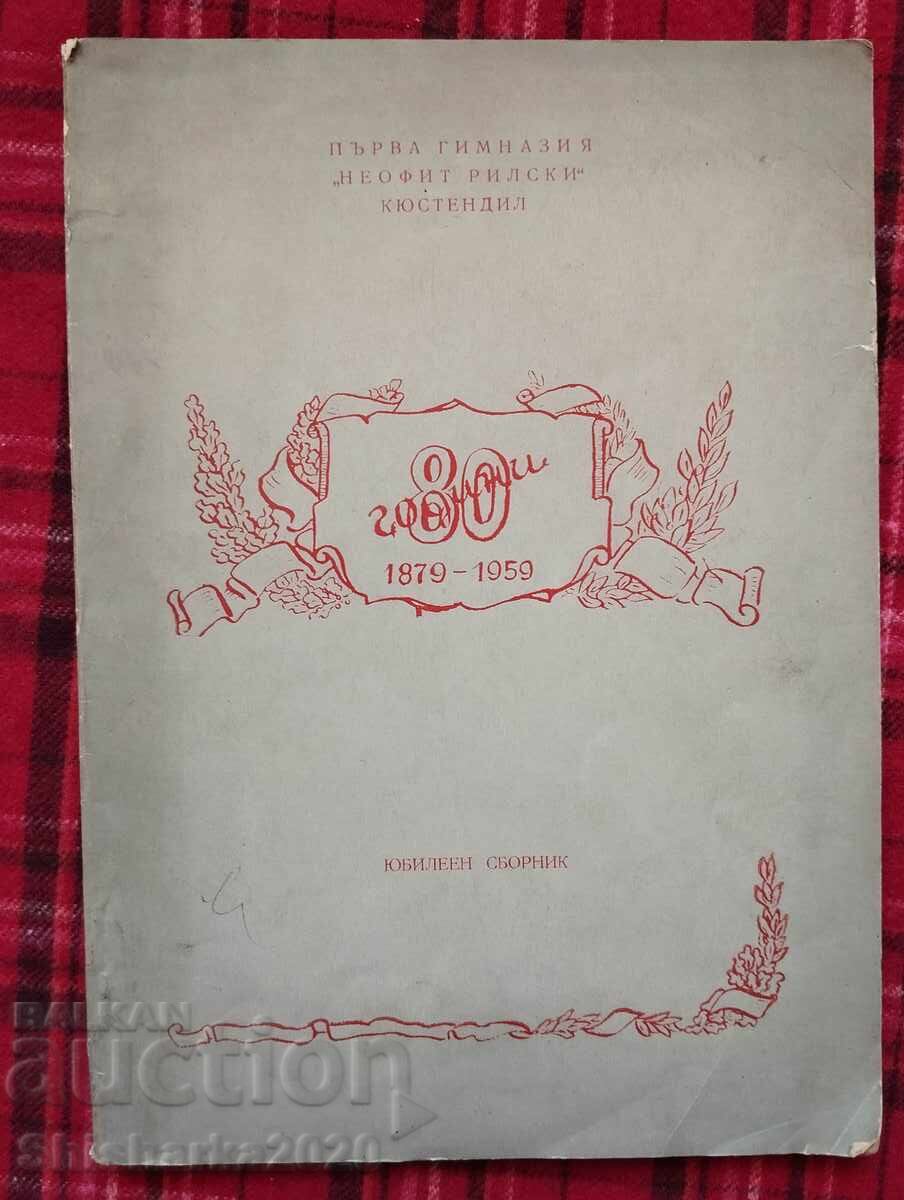 ПЪРВА ГИМНАЗИЯ
„НЕОФИТ РИЛСКИ“
КЮСТЕНДИЛ
80
години
1879 – 1959
ЮБИЛЕЕН СБОРНИК
BALKAN
auction
Shisharka2020